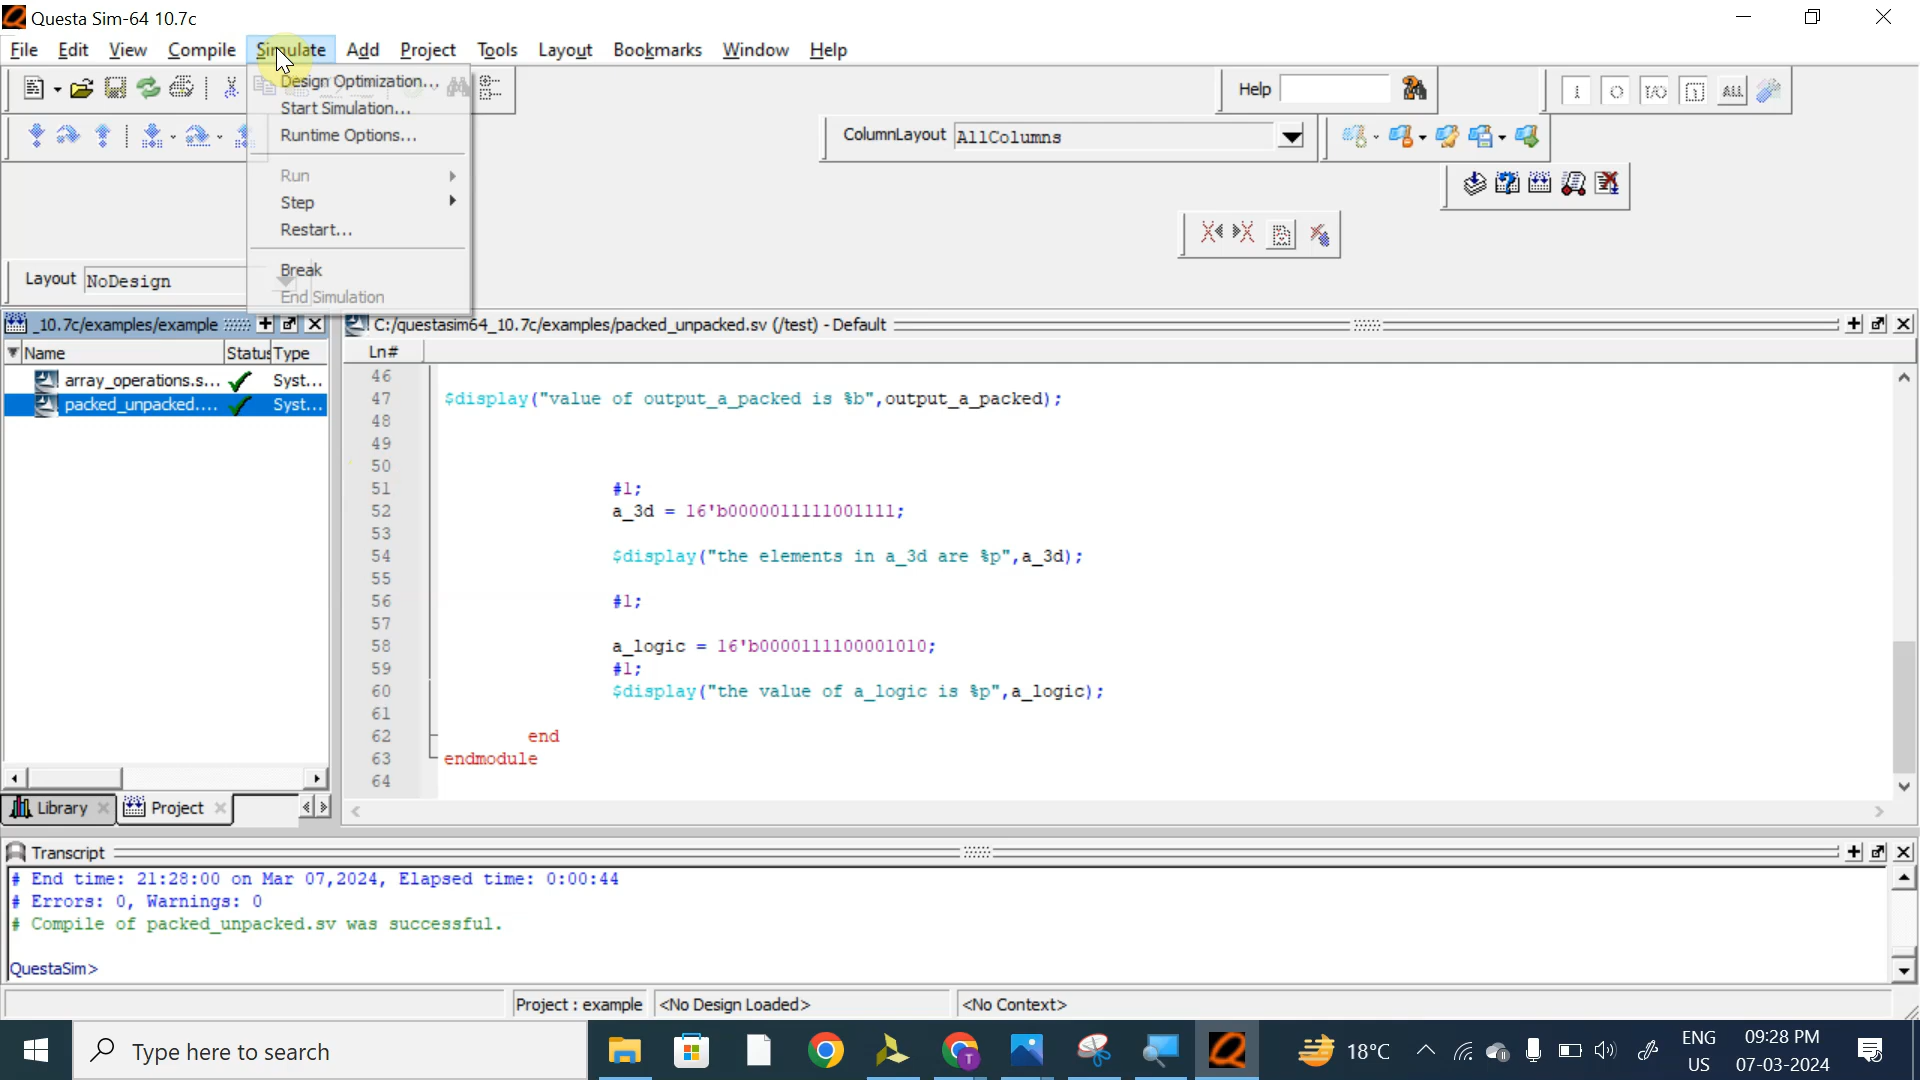 Questa Sim-64 10.7c
File Edit View Compile Simulate Add Project Tools Layout Bookmarks Window Help
Design Optimization...
Start Simulation...
Runtime Options...
Run
Step
Restart...
Break
End Simulation
Help
ALL
ColumnLayout AllColumns
Layout NoDesign
_10.7c/examples/example
Name Status Type
array_operations.s... Syst...
packed_unpacked.... Syst...
Library Project
C:/questasim64_10.7c/examples/packed_unpacked.sv (/test) - Default
Ln#
46
47 $display("value of output_a_packed is %b",output_a_packed);
48
49
50
51 #1;
52 a_3d = 16'b0000011111001111;
53
54 $display("the elements in a_3d are %p",a_3d);
55
56 #1;
57
58 a_logic = 16'b0000111100001010;
59 #1;
60 $display("the value of a_logic is %p",a_logic);
61
62 end
63 endmodule
64
Transcript
# End time: 21:28:00 on Mar 07,2024, Elapsed time: 0:00:44
# Errors: 0, Warnings: 0
# Compile of packed_unpacked.sv was successful.
QuestaSim>
Project : example <No Design Loaded> <No Context>
Type here to search
T
18°C
ENG
US
09:28 PM
07-03-2024